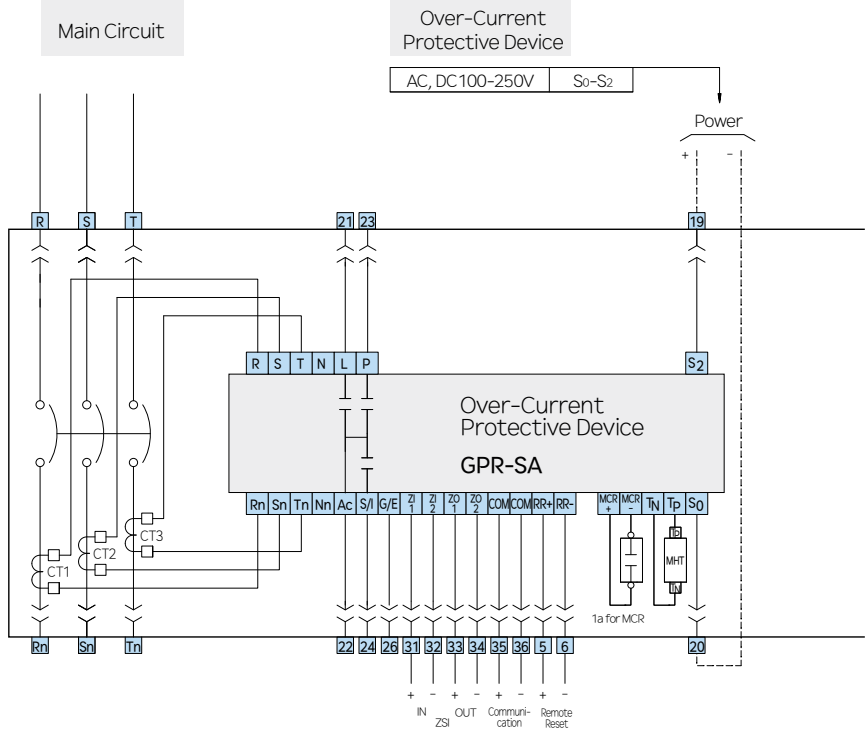 Main Circuit
Over-Current
Protective Device
AC, DC100-250V S0-S2
Power
+ -
R S T 21 23 19
R S T N L P S2
Over-Current
Protective Device
GPR-SA
Rn Sn Tn Nn Ac S/I G/E ZI 1 ZI 2 ZO 1 ZO 2 COM COM RR+ RR- MCR + MCR - TN Tp S0
CT1 CT2 CT3
Tp
MHT
TN
1a for MCR
Rn Sn Tn 22 24 26 31 32 33 34 35 36 5 6 20
+ - + - + - + -
IN OUT Communi-
cation Remote
Reset
ZSI